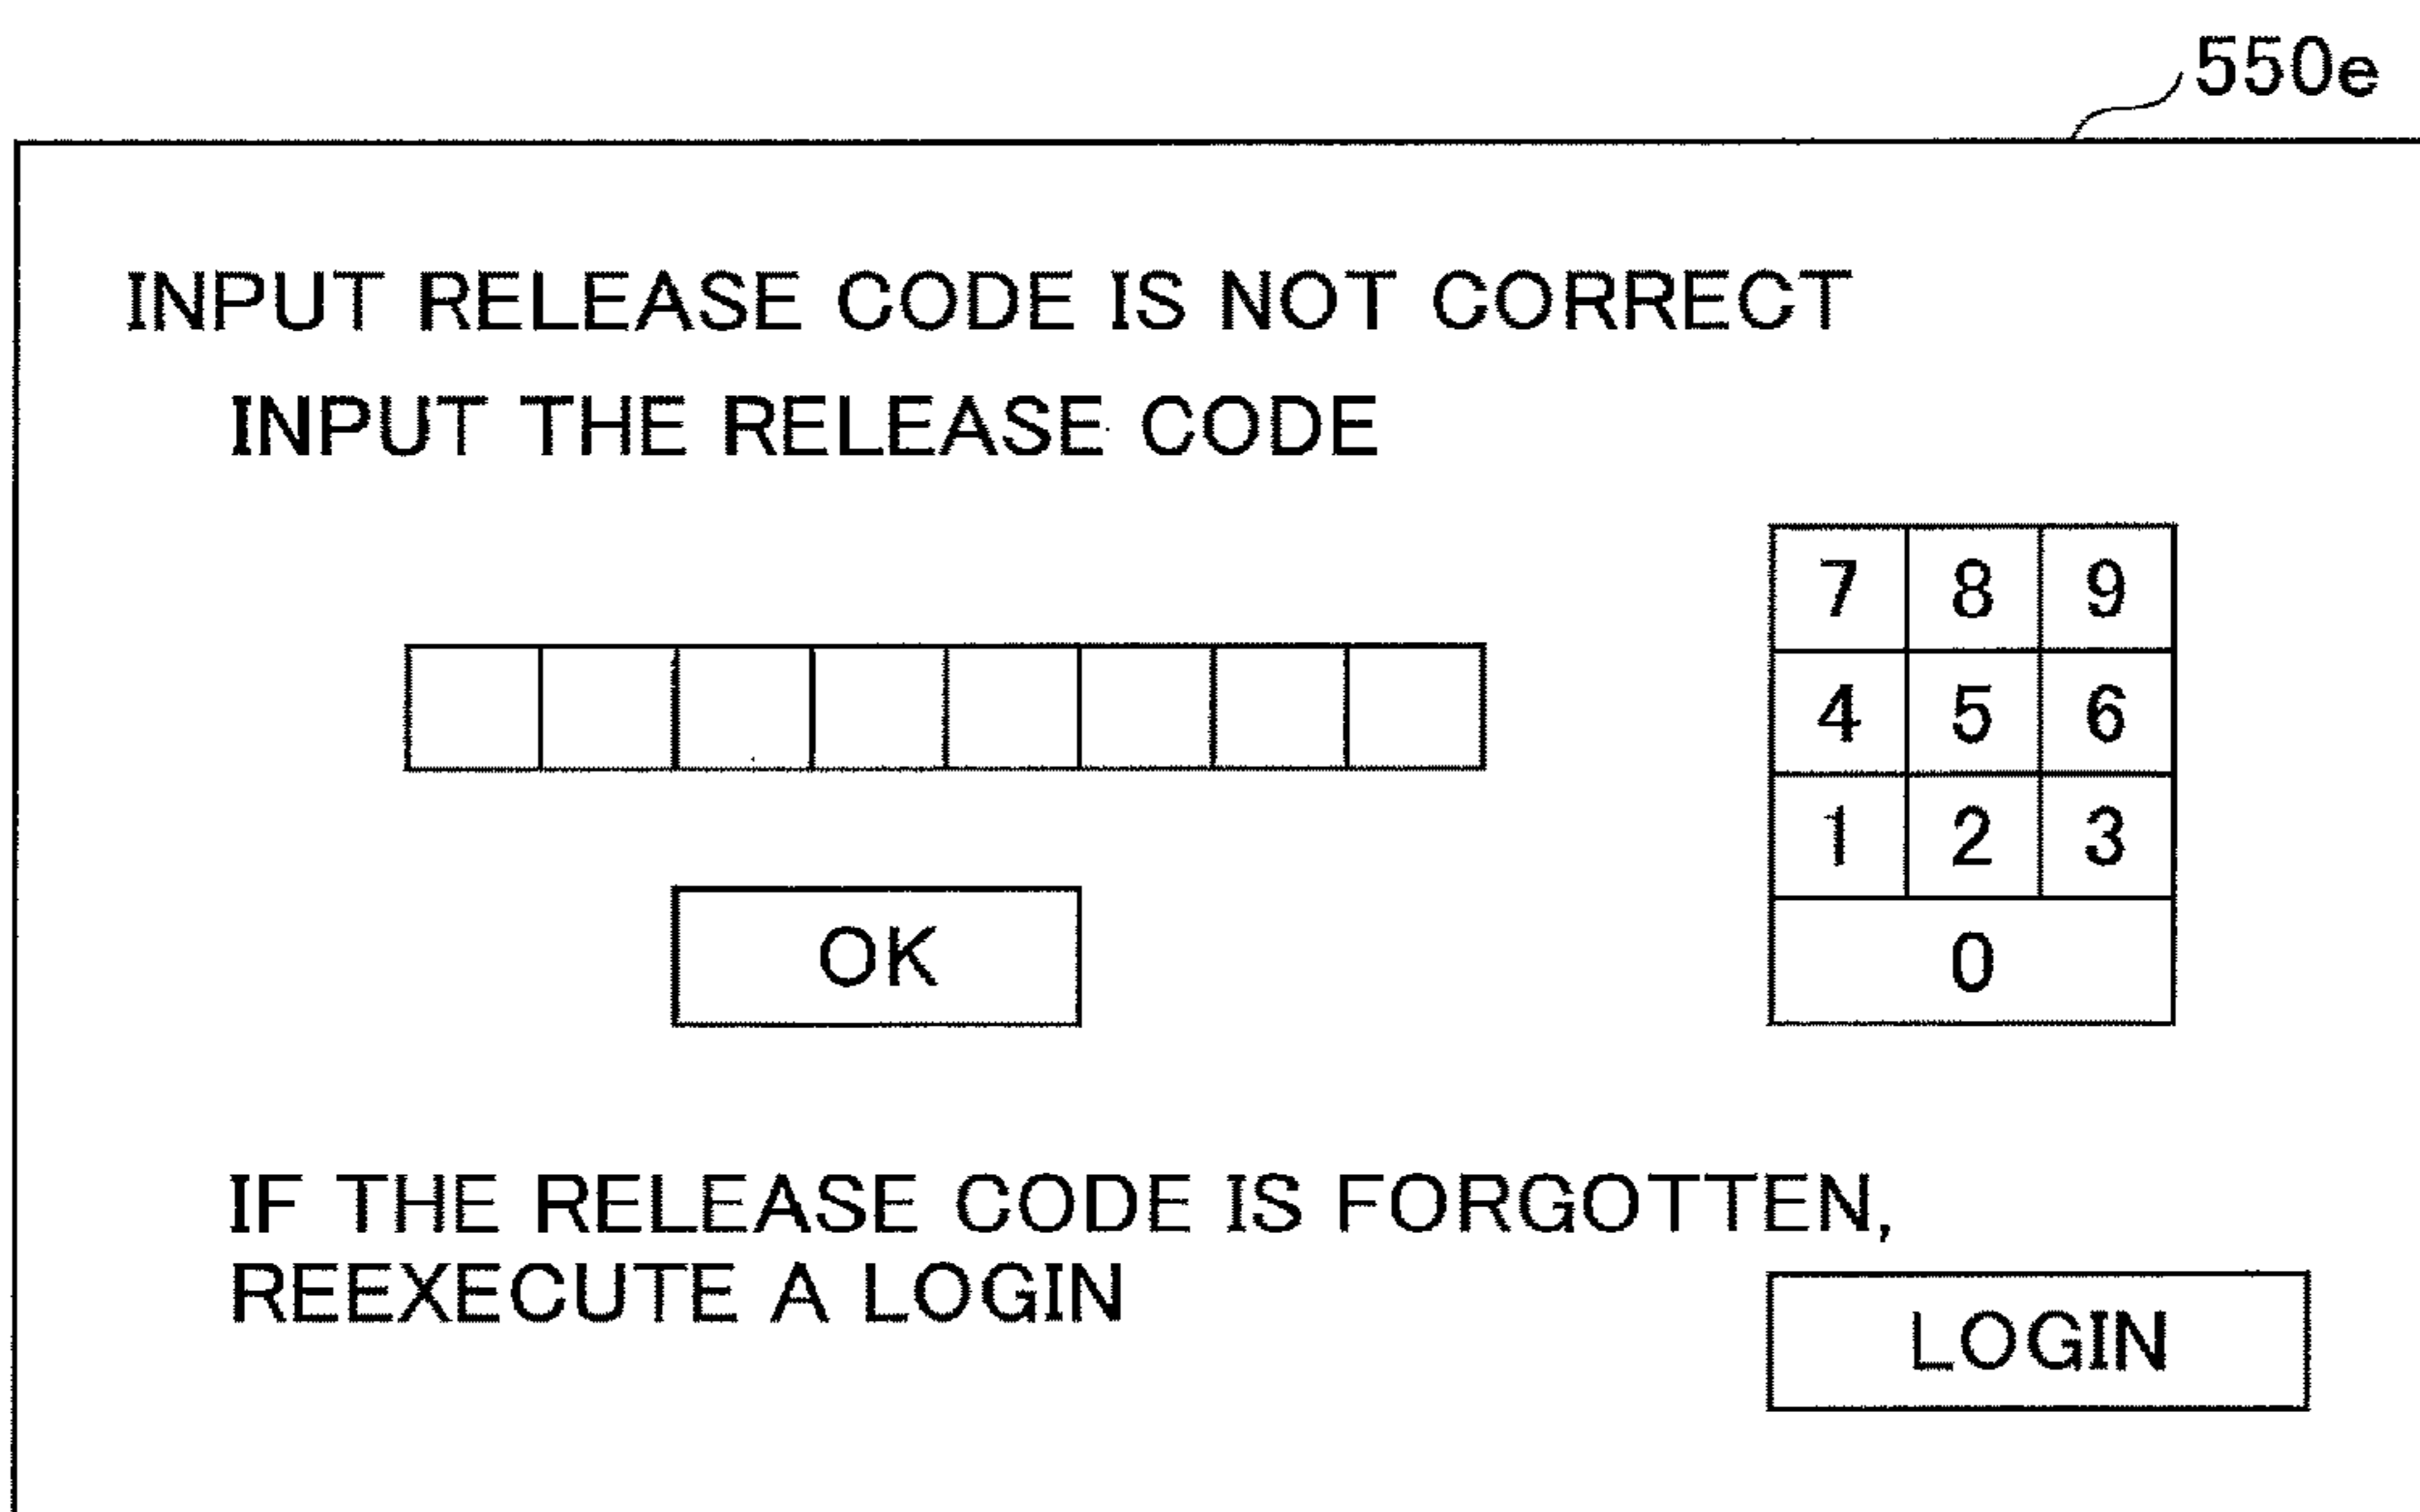 550e
INPUT RELEASE CODE IS NOT CORRECT
INPUT THE RELEASE CODE
7 8 9
4 5 6
1 2 3
0
OK
IF THE RELEASE CODE IS FORGOTTEN,
REEXECUTE A LOGIN
LOGIN